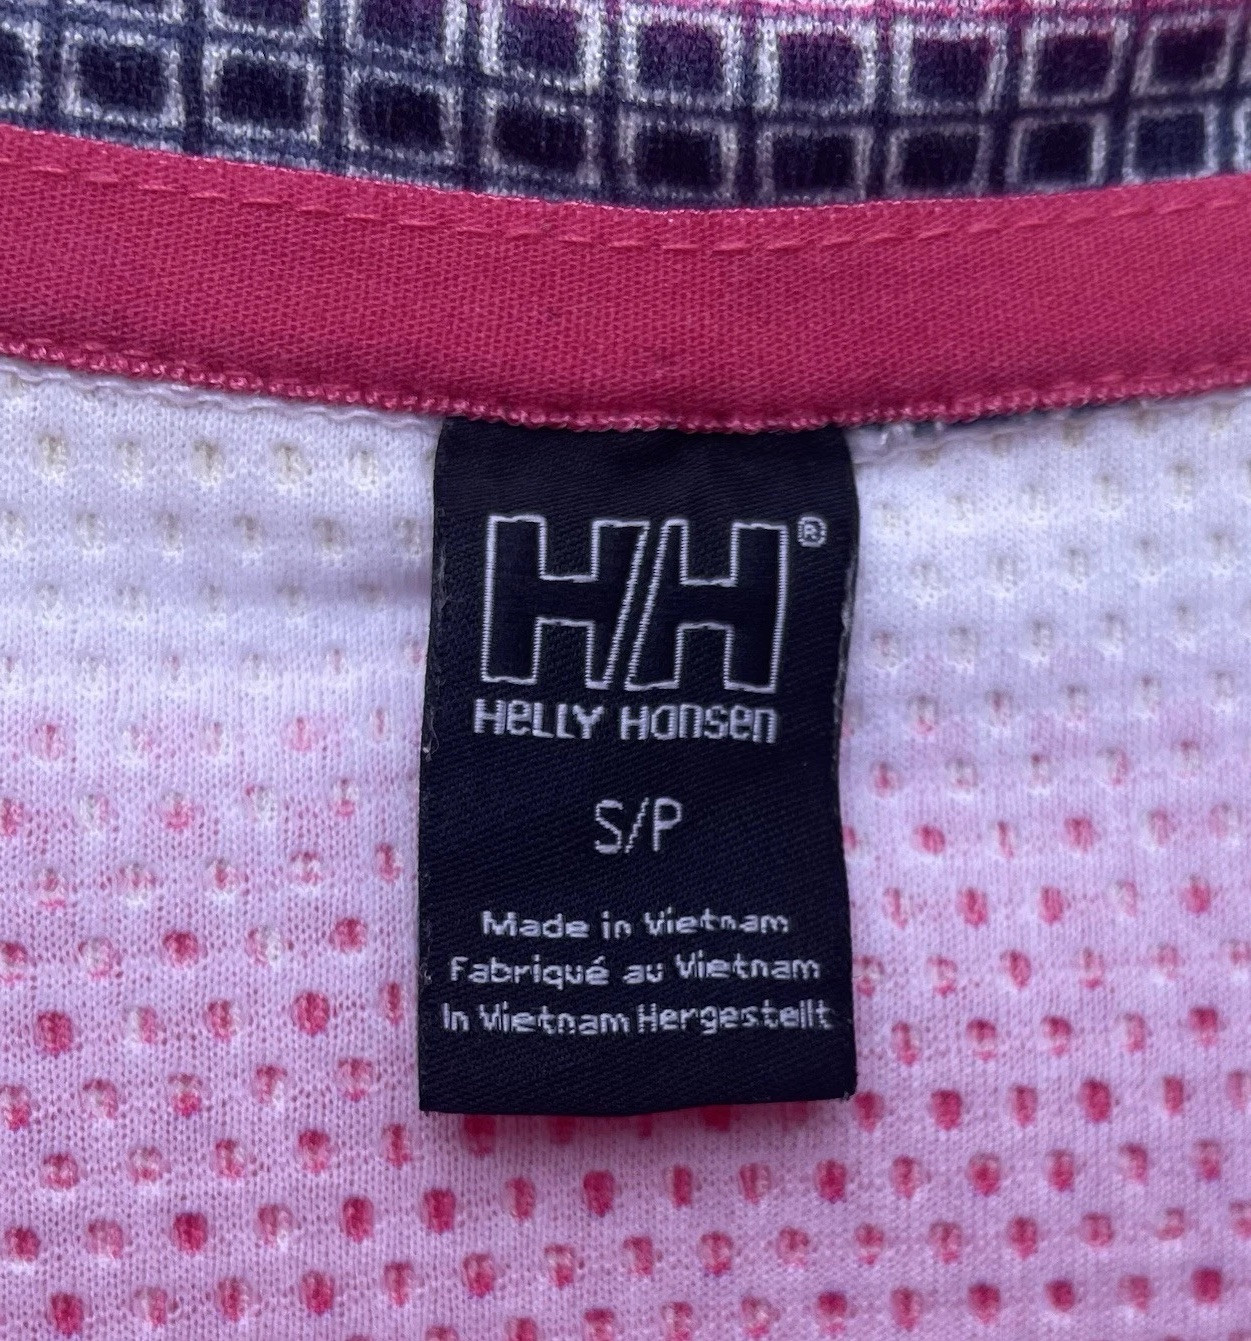 HH®
HELLY HANSEN
S/P
Made in Vietnam
Fabriqué au Vietnam
In Vietnam Hergestellt